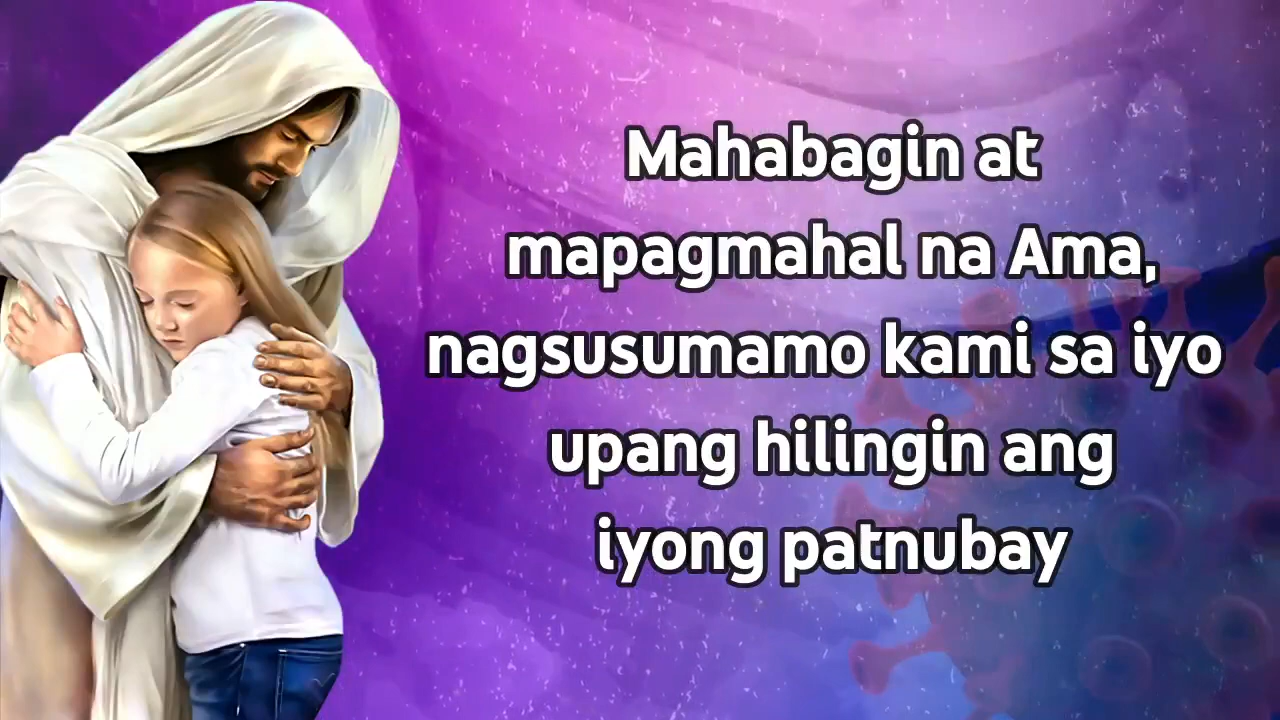 Mahabagin at
mapagmahal na Ama,
nagsusumamo kami sa iyo
upang hilingin ang
iyong patnubay